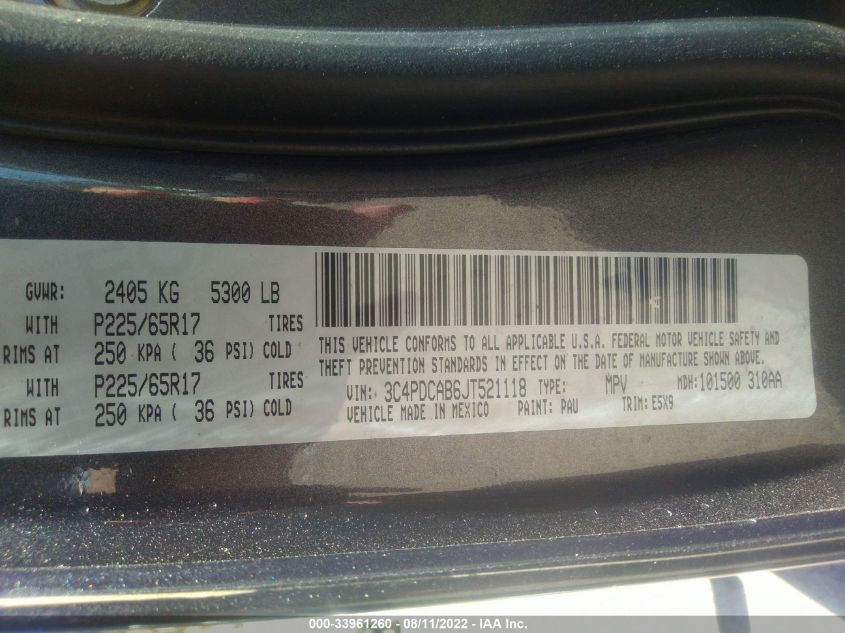 GVWR: 2405 KG 5300 LB
WITH P225/65R17 TIRES
RIMS AT 250 KPA ( 36 PSI) COLD
WITH P225/65R17 TIRES
RIMS AT 250 KPA ( 36 PSI) COLD
A
THIS VEHICLE CONFORMS TO ALL APPLICABLE U.S.A. FEDERAL MOTOR VEHICLE SAFETY AND
THEFT PREVENTION STANDARDS IN EFFECT ON THE DATE OF MANUFACTURE SHOWN ABOVE.
VIN: 3C4PDCAB6JT521118 TYPE: MPV MDH:101500 310AA
VEHICLE MADE IN MEXICO PAINT: PAU TRIM: E5X9
000-33961260 - 08/11/2022 - IAA Inc.